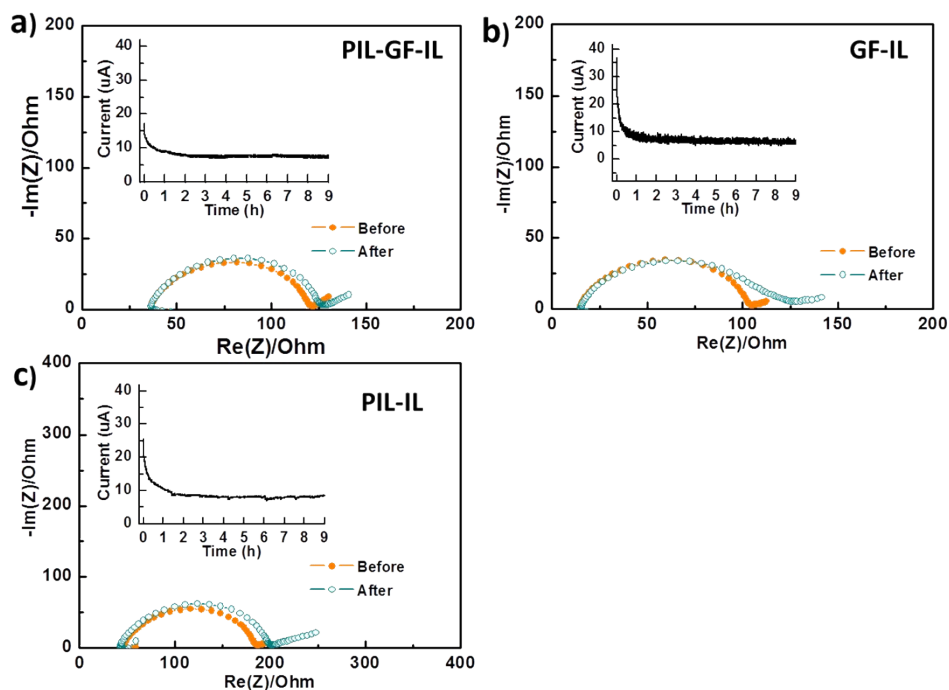 a)
PIL-GF-IL
200
150
100
50
0
-Im(Z)/Ohm
40
30
20
10
0
Current (uA)
0 1 2 3 4 5 6 7 8 9
Time (h)
Before
After
0 50 100 150 200
Re(Z)/Ohm
b)
GF-IL
200
150
100
50
0
-Im(Z)/Ohm
40
30
20
10
0
Current (uA)
0 1 2 3 4 5 6 7 8 9
Time (h)
Before
After
0 50 100 150 200
Re(Z)/Ohm
c)
PIL-IL
400
350
300
250
200
150
100
50
0
-Im(Z)/Ohm
40
30
20
10
0
Current (uA)
0 1 2 3 4 5 6 7 8 9
Time (h)
Before
After
0 100 200 300 400
Re(Z)/Ohm